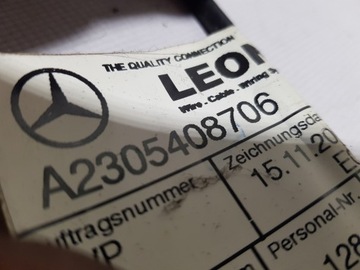 THE QUALITY CONNECTION
LEO
Wire - Cable - Wiring
A2305408706
uftragsnummer
Zeichnungsda
15.11.20
Personal-Nr.
128